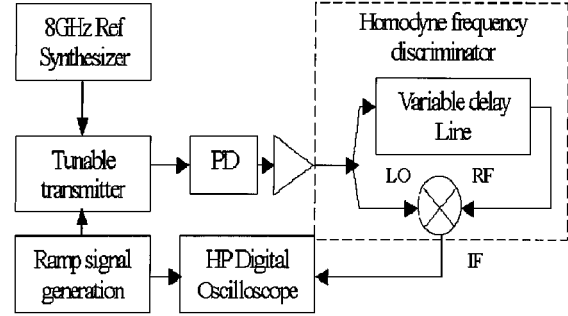 8GHz Ref
Synthesizer
Homodyne frequency
discriminator
Variable delay
Line
Tunable
transmitter
PD
LO
RF
Ramp signal
generation
HP Digital
Oscilloscope
IF